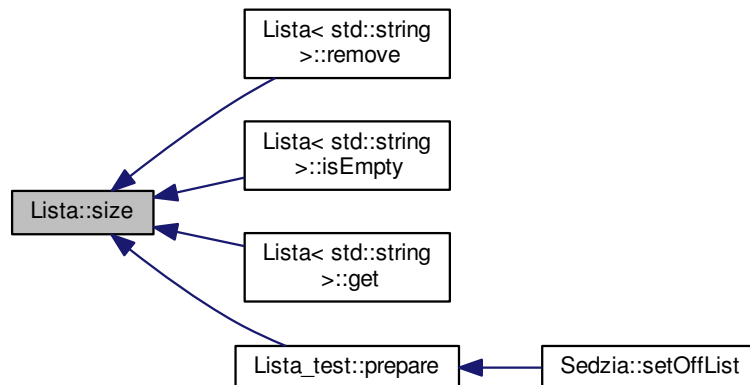 Lista< std::string
>::remove
Lista< std::string
>::isEmpty
Lista::size
Lista< std::string
>::get
Lista_test::prepare
Sedzia::setOffList